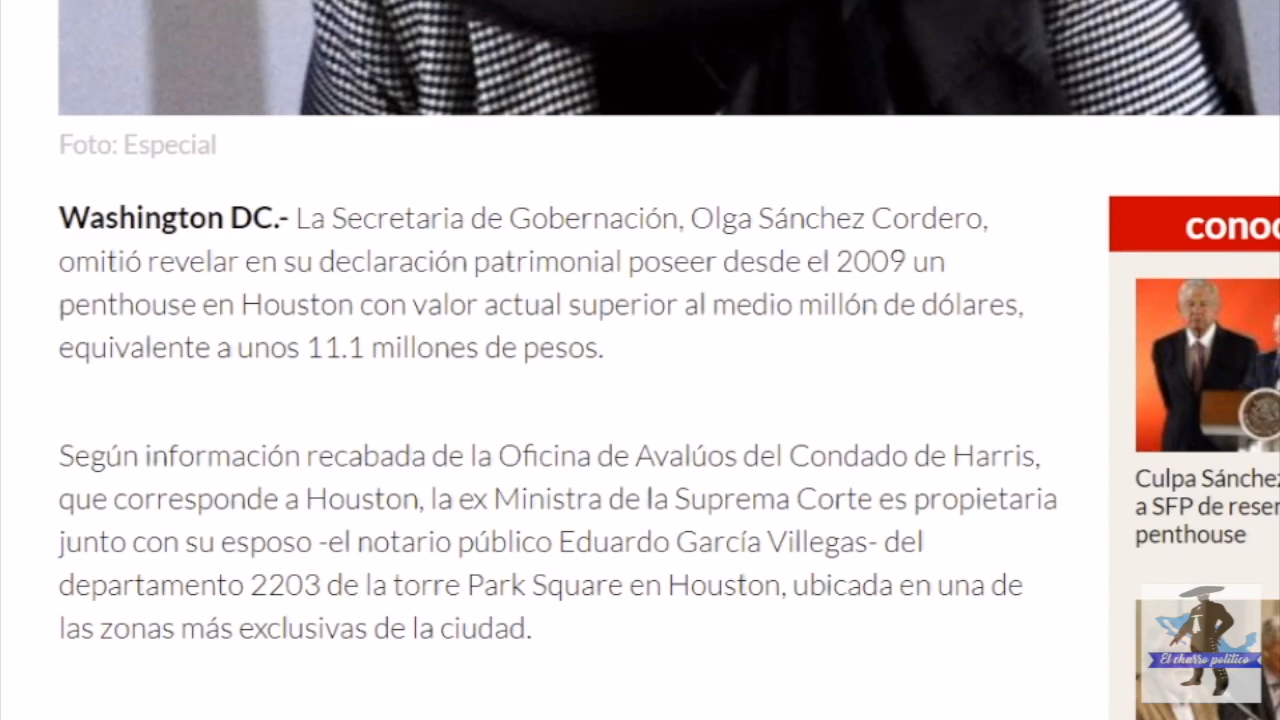 Foto: Especial
Washington DC.- La Secretaria de Gobernación, Olga Sánchez Cordero,
omitió revelar en su declaración patrimonial poseer desde el 2009 un
penthouse en Houston con valor actual superior al medio millón de dólares,
equivalente a unos 11.1 millones de pesos.
Según información recabada de la Oficina de Avalúos del Condado de Harris,
que corresponde a Houston, la ex Ministra de la Suprema Corte es propietaria
junto con su esposo -el notario público Eduardo García Villegas- del
departamento 2203 de la torre Park Square en Houston, ubicada en una de
las zonas más exclusivas de la ciudad.
cono
Culpa Sánchez
a SFP de reser
penthouse
El charro político